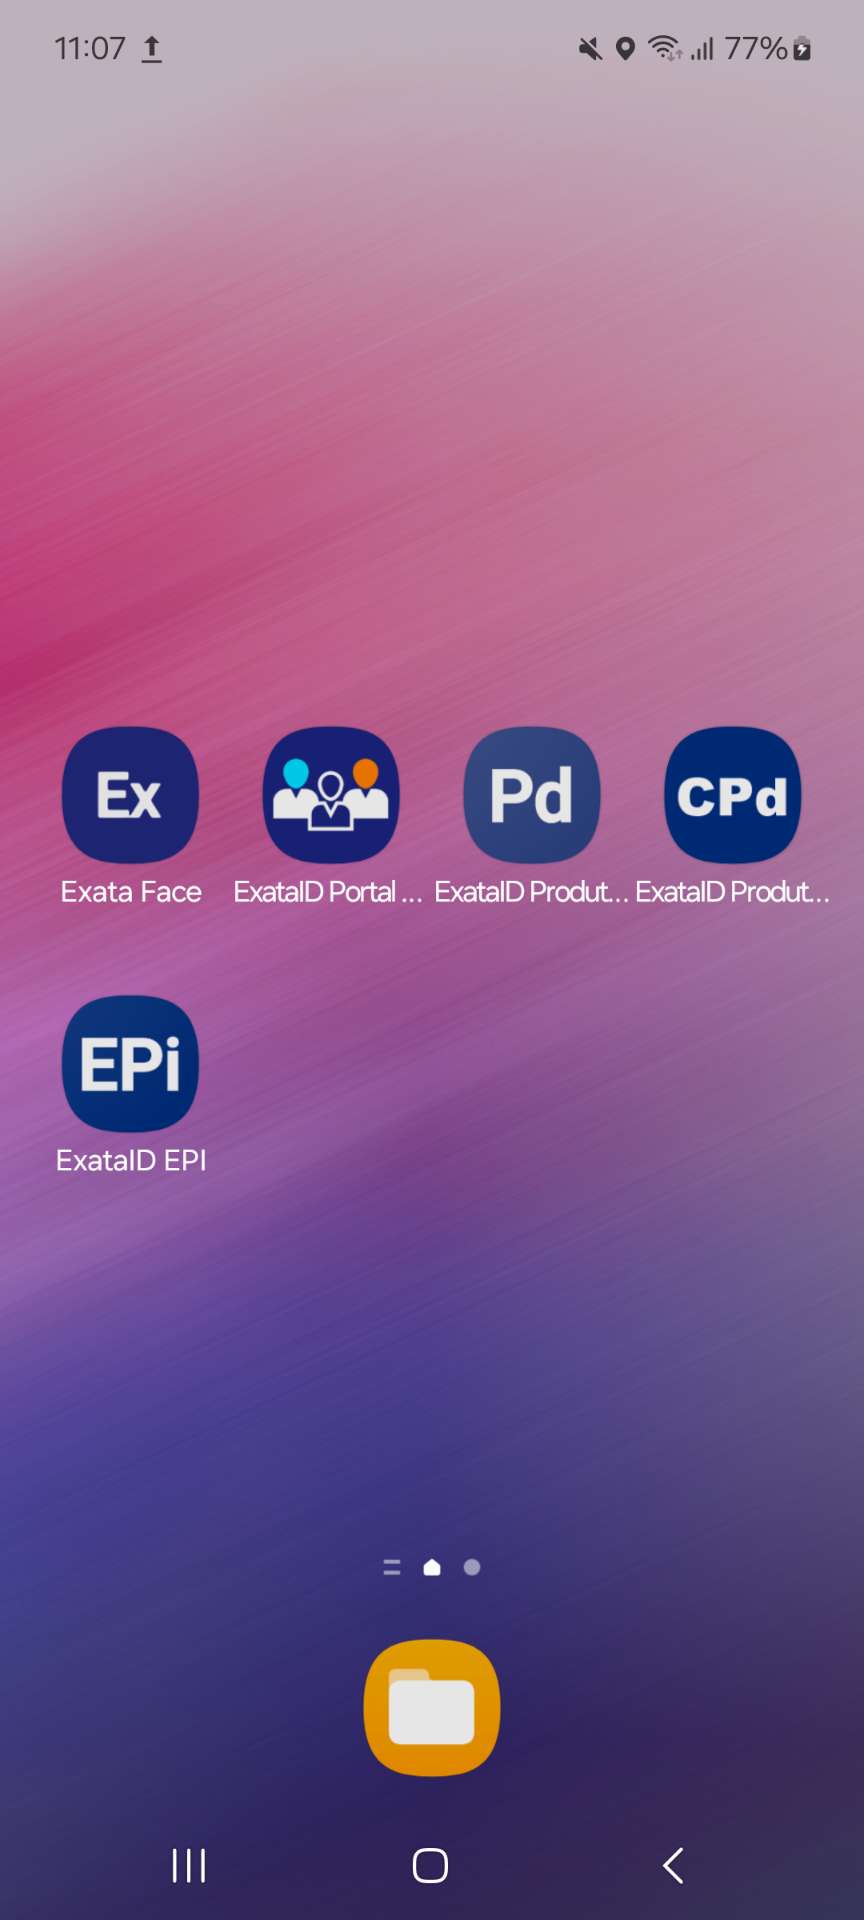 11:07 77%
Ex
CPd
Pd
Exata Face
ExataID Portal ...
ExataID Produt...
ExataID Produt...
EPi
ExataID EPI